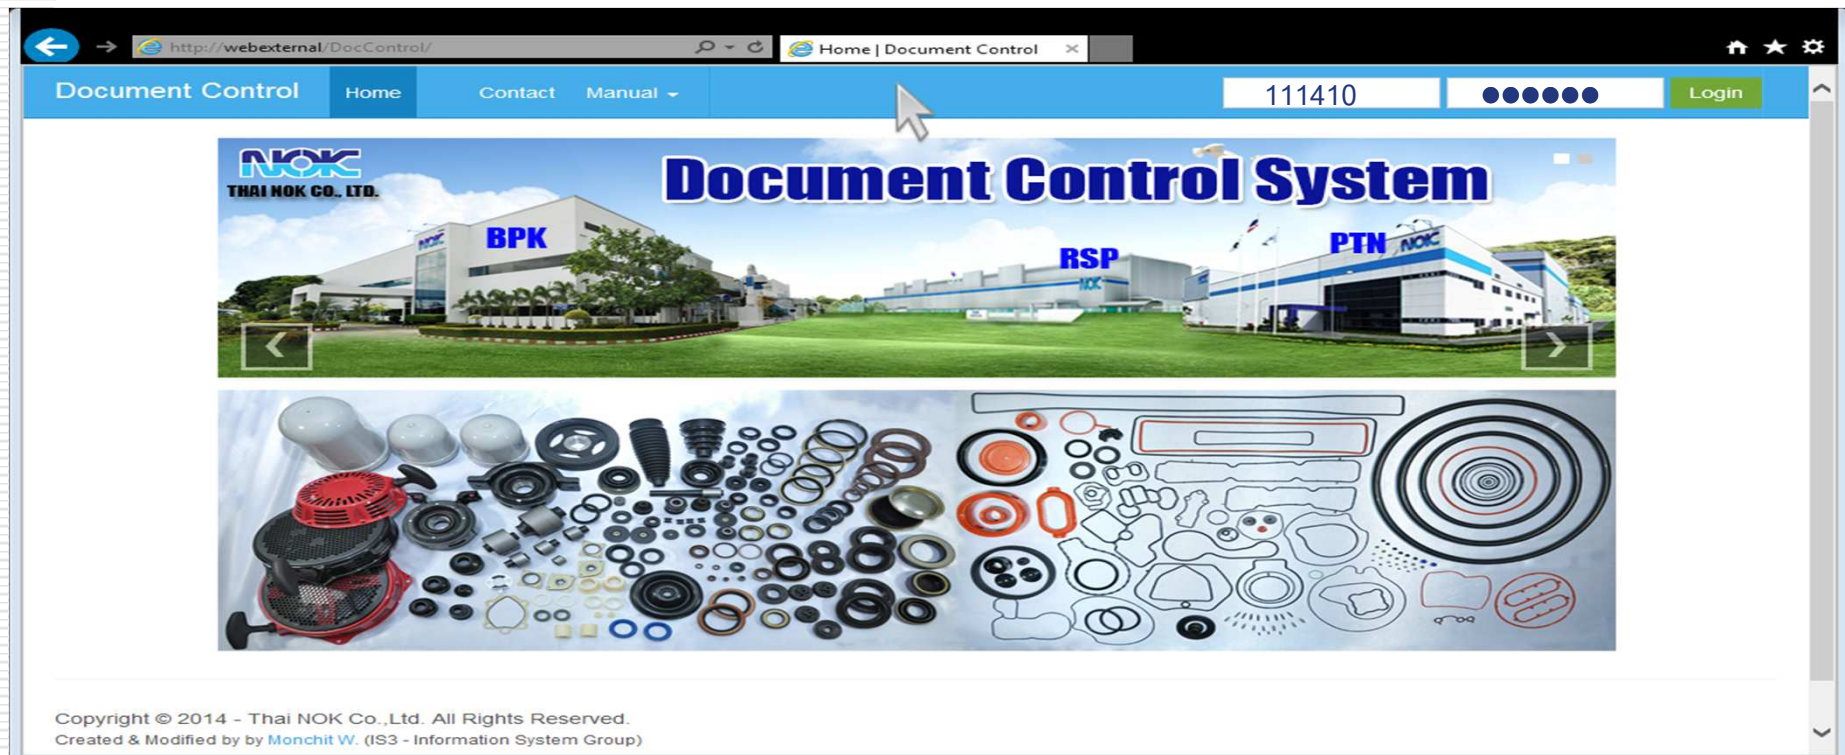 http://webexternal/DocControl/
Home | Document Control
Document Control Home Contact Manual 111410 ●●●●●● Login
NOK
THAI NOK CO., LTD.
Document Control System
BPK
RSP
PTN
NOK
NOK
NOK
Copyright © 2014 - Thai NOK Co.,Ltd. All Rights Reserved.
Created & Modified by by Monchit W. (IS3 - Information System Group)